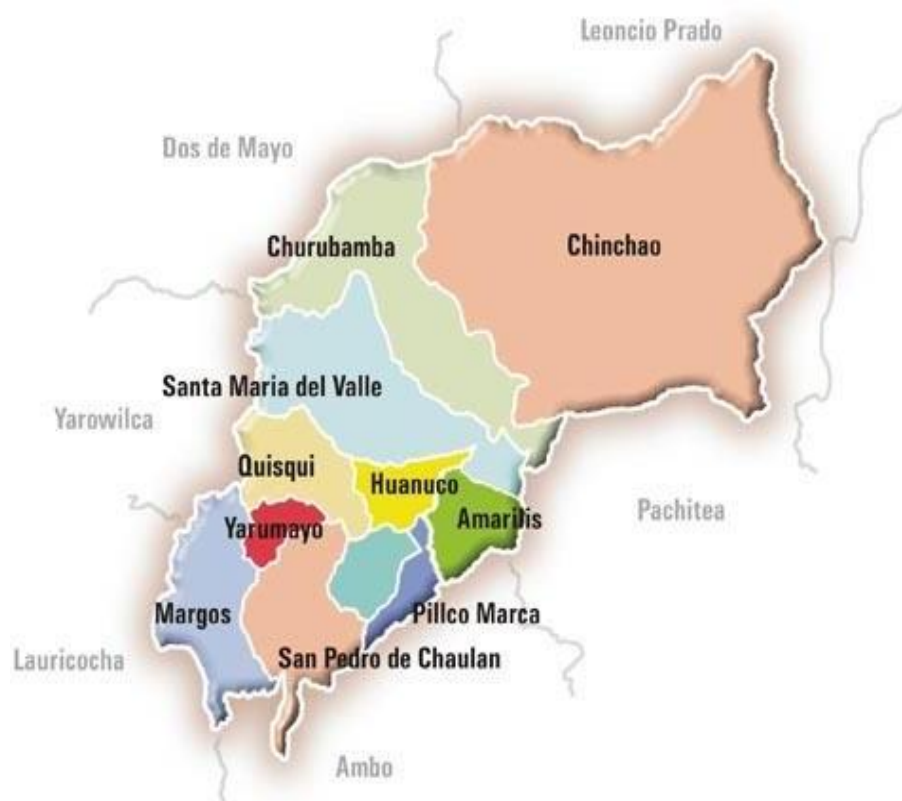 Leoncio Prado
Dos de Mayo
Churubamba
Chinchao
Santa Maria del Valle
Yarowilca
Quisqui
Huanuco
Pachitea
Amarilis
Yarumayo
Margos
Pillco Marca
Lauricocha
San Pedro de Chaulan
Ambo